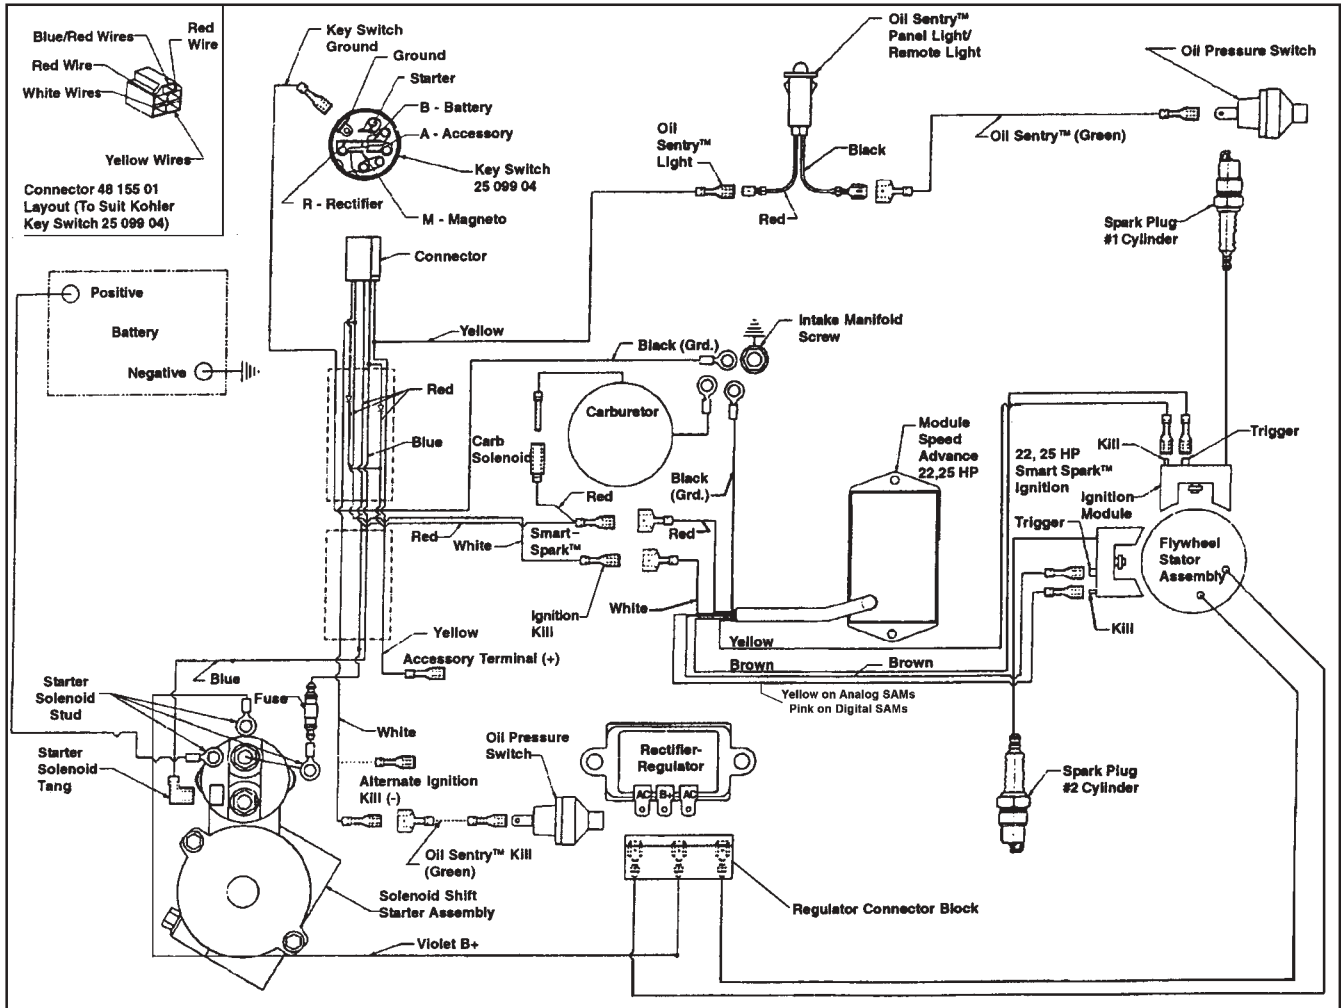 Blue/Red Wires
Red
Wire
Red Wire
White Wires
Yellow Wires
Connector 48 155 01
Layout (To Suit Kohler
Key Switch 25 099 04)
Key Switch
Ground
Ground
Starter
B - Battery
A - Accessory
Key Switch
25 099 04
R - Rectifier
M - Magneto
Connector
Oil Sentry™
Panel Light/
Remote Light
Oil
Sentry™
Light
Black
Red
Oil Pressure Switch
Oil Sentry™ (Green)
Spark Plug
#1 Cylinder
Positive
Battery
Negative
Yellow
Black (Grd.)
Intake Manifold
Screw
Red
Blue
Carburetor
Carb
Solenoid
Red
Black
(Grd.)
Module
Speed
Advance
22,25 HP
22, 25 HP
Smart Spark™
Ignition
Kill
Trigger
Ignition
Module
Trigger
Flywheel
Stator
Assembly
Kill
Red
White
Smart-
Spark™
Red
Ignition
Kill
White
Yellow
Brown
Brown
Yellow on Analog SAMs
Pink on Digital SAMs
Yellow
Accessory Terminal (+)
Blue
Starter
Solenoid
Stud
Fuse
White
Starter
Solenoid
Tang
Alternate Ignition
Kill (-)
Oil Pressure
Switch
Rectifier-
Regulator
AC
B+
AC
Spark Plug
#2 Cylinder
Oil Sentry™ Kill
(Green)
Solenoid Shift
Starter Assembly
Regulator Connector Block
Violet B+